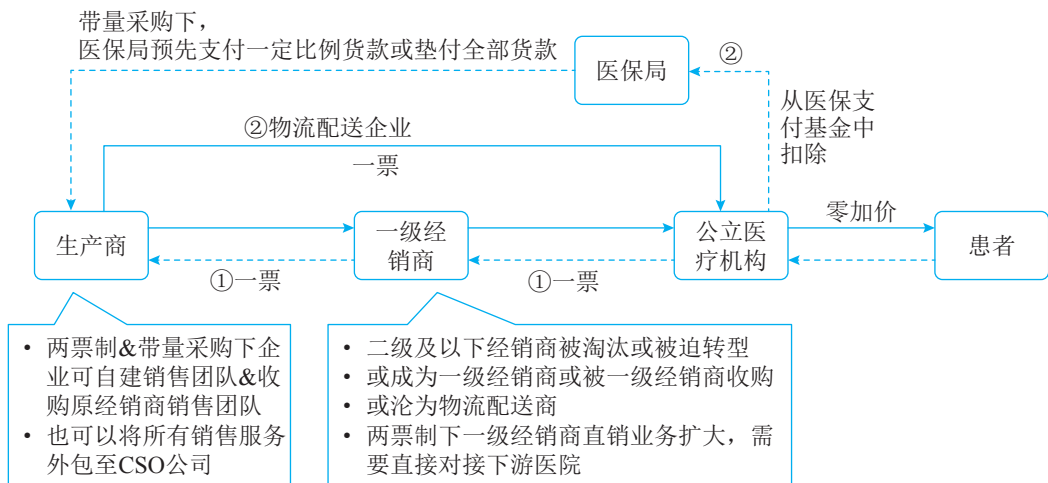 带量采购下，
医保局预先支付一定比例货款或垫付全部货款
医保局
②
从医保支
付基金中
扣除
②物流配送企业
一票
生产商
一级经
销商
公立医
疗机构
零加价
患者
①一票
①一票
• 两票制&带量采购下企
业可自建销售团队&收
购原经销商销售团队
• 也可以将所有销售服务
外包至CSO公司
• 二级及以下经销商被淘汰或被迫转型
• 或成为一级经销商或被一级经销商收购
• 或沦为物流配送商
• 两票制下一级经销商直销业务扩大，需
要直接对接下游医院